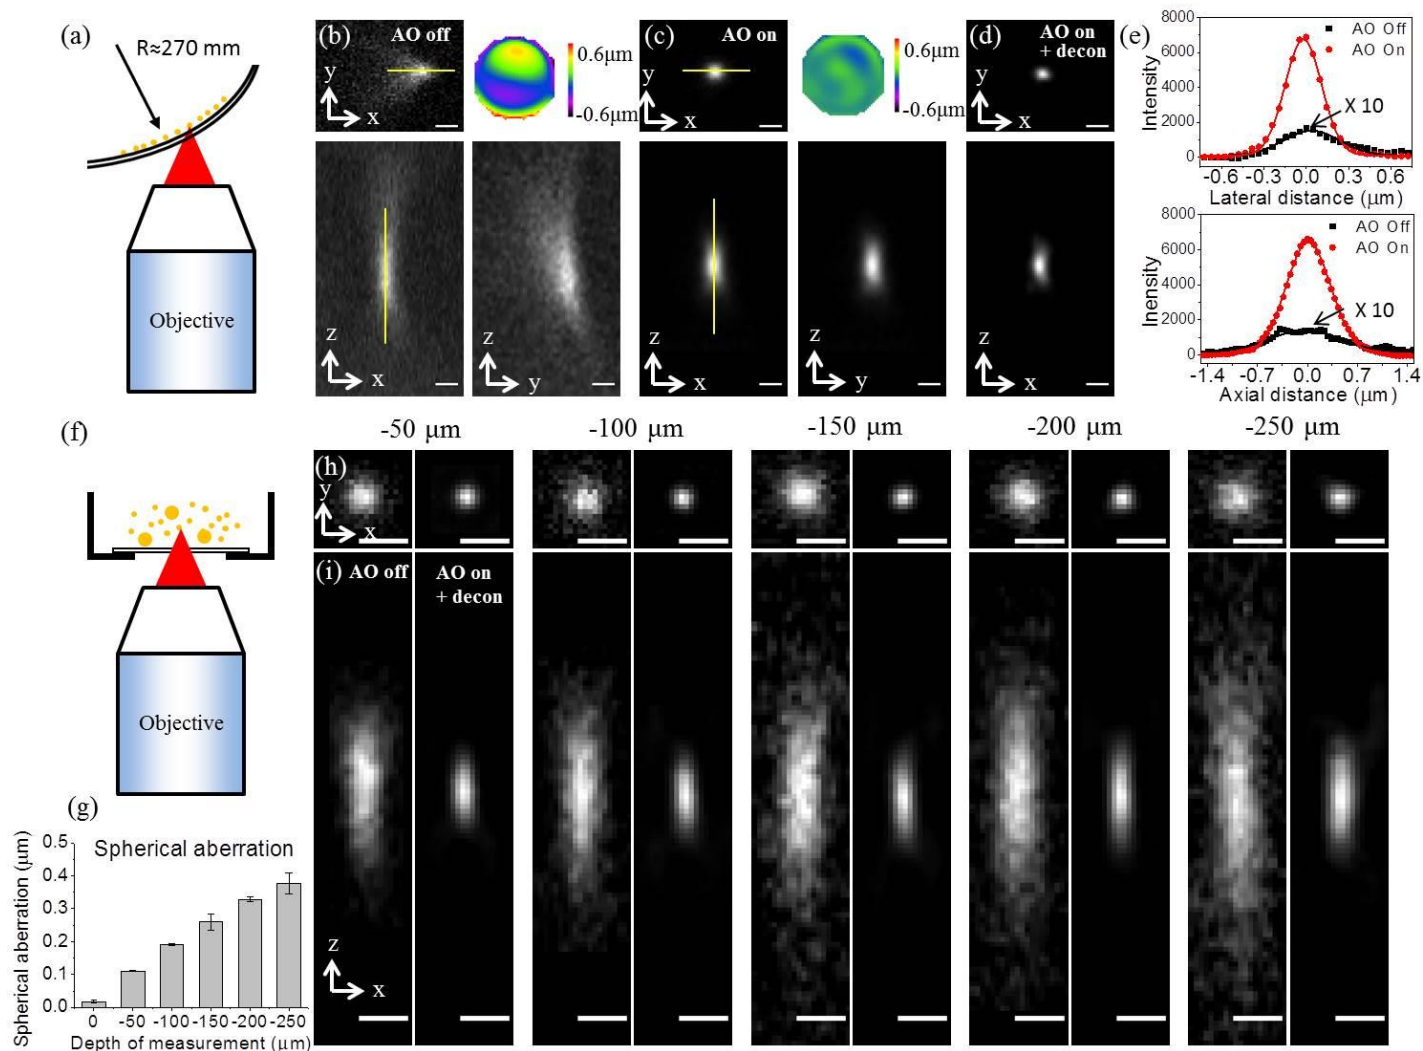 (a)
R≈270 mm
Objective
(b)
AO off
y
x
0.6μm
-0.6μm
(c)
AO on
y
x
0.6μm
-0.6μm
(d)
AO on
+ decon
y
x
z
x
z
y
z
x
z
y
z
x
(e)
8000
6000
4000
2000
0
Intensity
AO Off
AO On
X 10
-0.6 -0.3 0.0 0.3 0.6
Lateral distance (μm)
8000
6000
4000
2000
0
Inensity
AO Off
AO On
X 10
-1.4 -0.7 0.0 0.7 1.4
Axial distance (μm)
(f)
Objective
(g)
Spherical aberration
Spherical aberration (μm)
0.5
0.4
0.3
0.2
0.1
0.0
0 -50 -100 -150 -200 -250
Depth of measurement (μm)
-50 μm -100 μm -150 μm -200 μm -250 μm
(h)
y
x
(i) AO off
AO on
+ decon
z
x